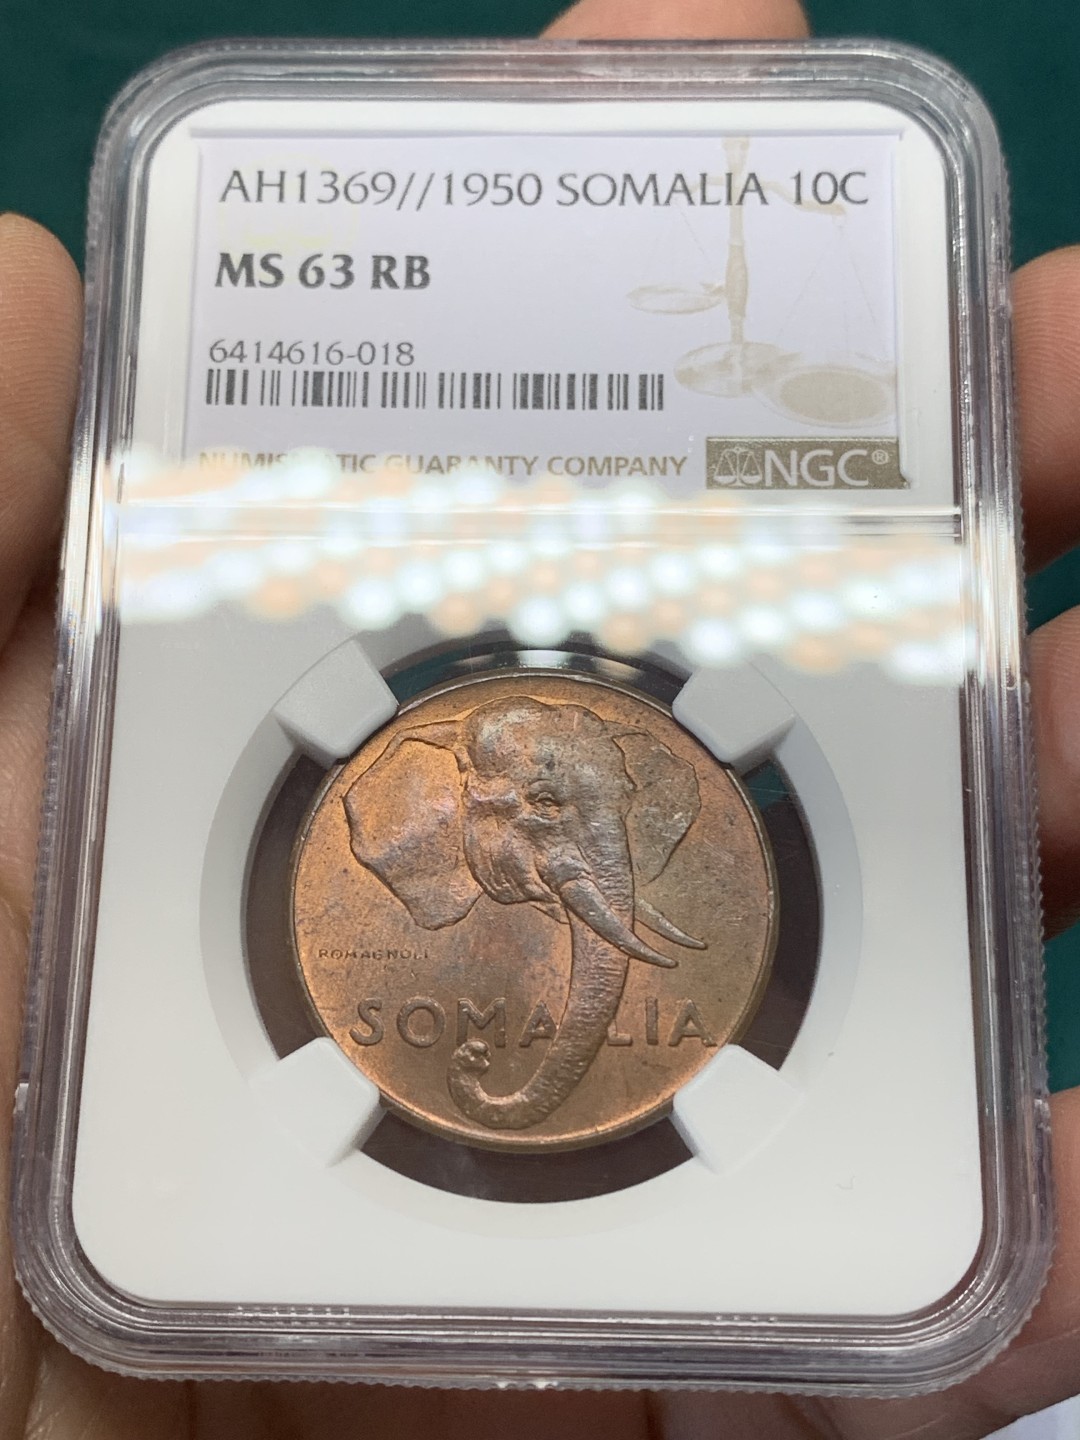 AH1369//1950 SOMALIA 10C
MS 63 RB
6414616-018
NUMISMATIC GUARANTY COMPANY
NGC®
ROMAGNOLI
SOMALIA